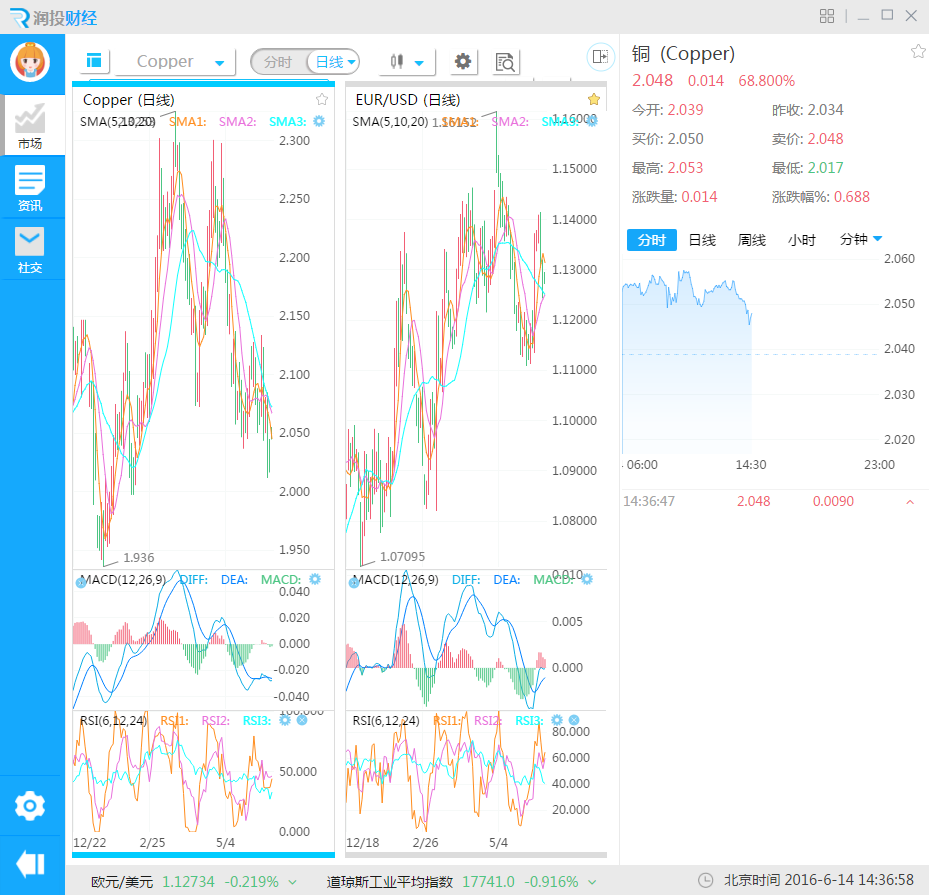 润投财经
市场
资讯
社交
Copper
分时
日线
Copper (日线)
SMA(5,10,20)
SMA1:
SMA2:
SMA3:
2.300
2.250
2.200
2.150
2.100
2.050
2.000
1.950
1.936
MACD(12,26,9)
DIFF:
DEA:
MACD:
0.040
0.020
0.000
-0.020
-0.040
RSI(6,12,24)
RSI1:
RSI2:
RSI3:
100.000
50.000
0.000
12/22
2/25
5/4
EUR/USD (日线)
SMA(5,10,20)
1.16152
SMA1:
SMA2:
SMA3:
1.16000
1.15000
1.14000
1.13000
1.12000
1.11000
1.10000
1.09000
1.08000
1.07095
MACD(12,26,9)
DIFF:
DEA:
MACD:
0.010
0.005
0.000
RSI(6,12,24)
RSI1:
RSI2:
RSI3:
80.000
60.000
40.000
20.000
12/18
2/26
5/4
铜 (Copper)
2.048 0.014 68.800%
今开: 2.039 昨收: 2.034
买价: 2.050 卖价: 2.048
最高: 2.053 最低: 2.017
涨跌量: 0.014 涨跌幅%: 0.688
分时 日线 周线 小时 分钟
2.060
2.050
2.040
2.030
2.020
06:00 14:30 23:00
14:36:47 2.048 0.0090
欧元/美元 1.12734 -0.219% 道琼斯工业平均指数 17741.0 -0.916% 北京时间 2016-6-14 14:36:58